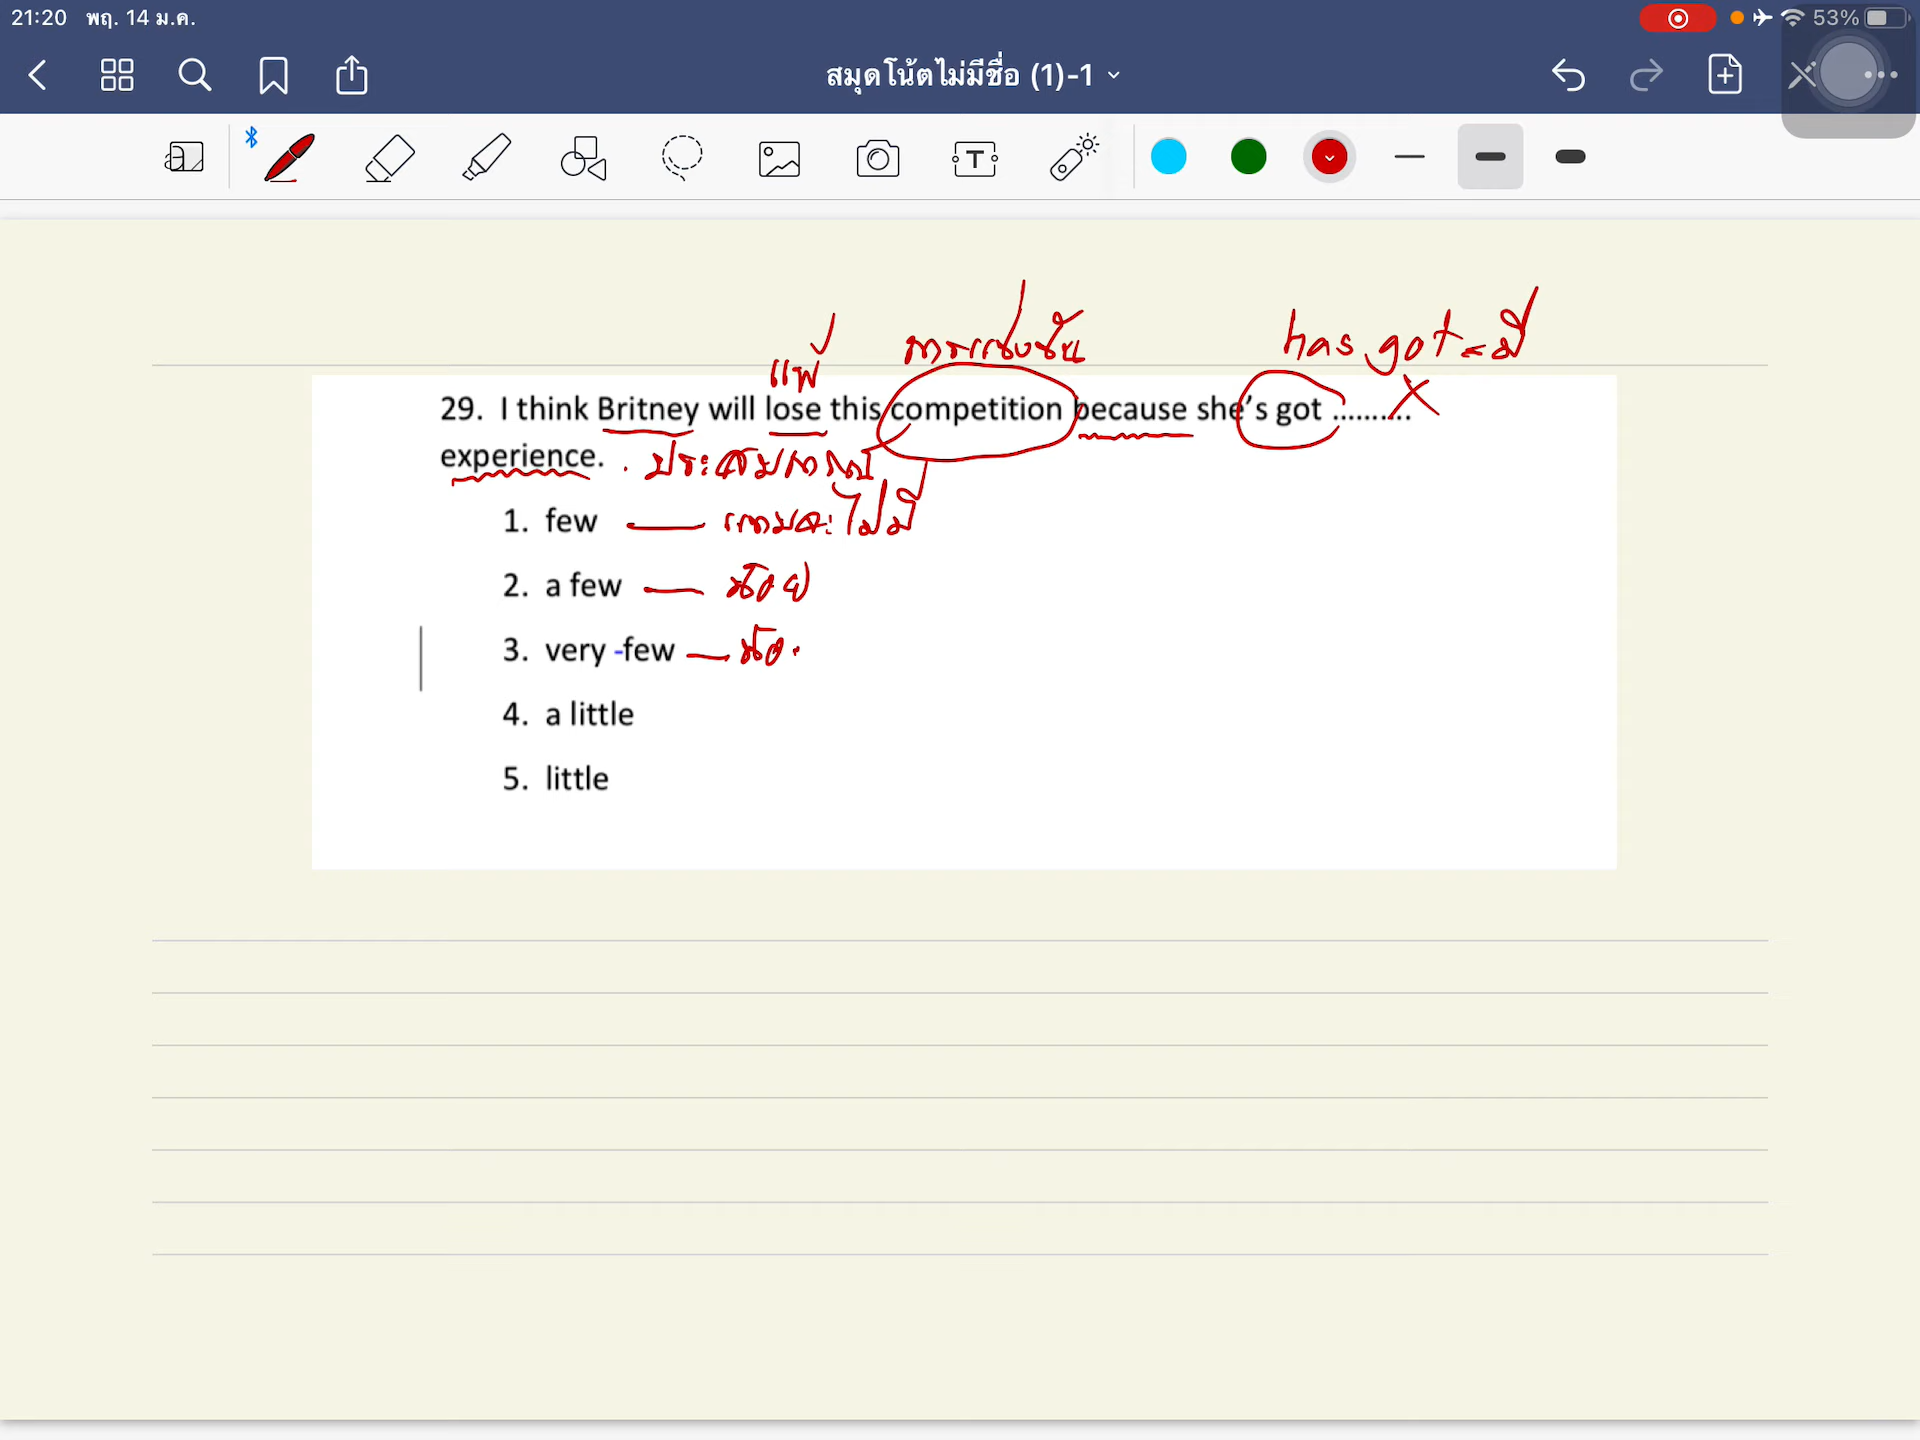 21:20 พฤ. 14 ม.ค. 53%
สมุดโน้ตไม่มีชื่อ (1)-1
แพ้ การแข่งขัน has got = มี
29. I think Britney will lose this competition because she's got ..........
experience. ประสบการณ์
1. few — แทบจะไม่มี
2. a few — น้อย
3. very -few — น้อ
4. a little
5. little